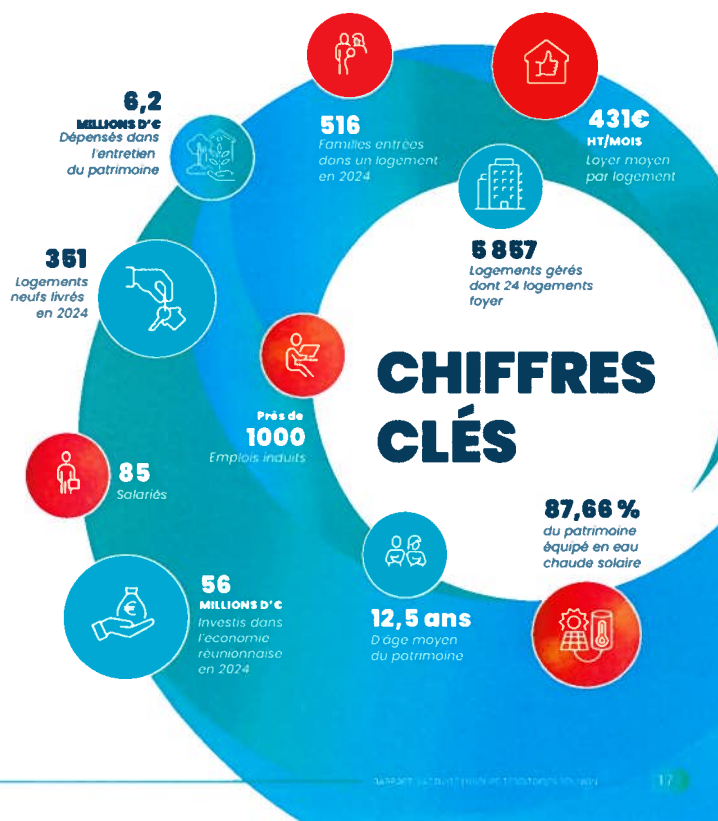 6,2
MILLIONS D'€
Dépensés dans
l'entretien
du patrimoine
516
Familles entrées
dans un logement
en 2024
431€
HT/MOIS
Loyer moyen
par logement
5 857
Logements gérés
dont 24 logements
foyer
351
Logements
neufs livrés
en 2024
CHIFFRES
CLÉS
Près de
1000
Emplois induits
85
Salariés
87,66 %
du patrimoine
équipé en eau
chaude solaire
56
MILLIONS D'€
Investis dans
l'économie
réunionnaise
en 2024
12,5 ans
D'âge moyen
du patrimoine
RAPPORT
17